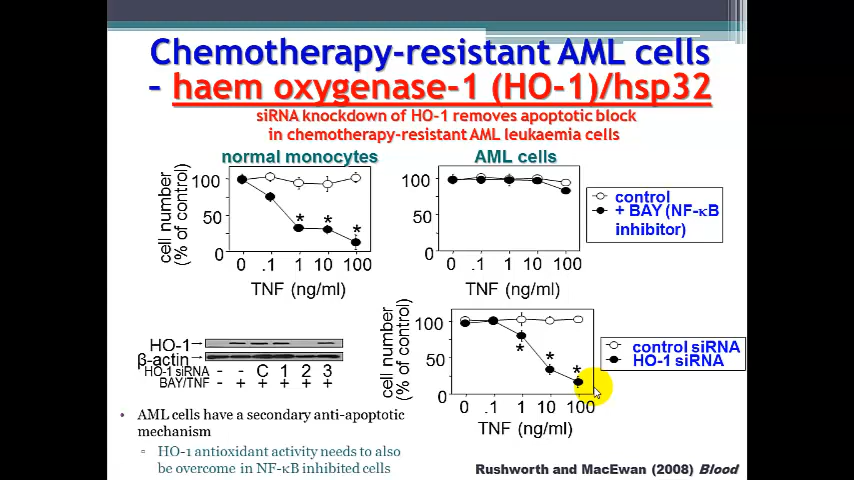 Chemotherapy-resistant AML cells
– haem oxygenase-1 (HO-1)/hsp32
siRNA knockdown of HO-1 removes apoptotic block
in chemotherapy-resistant AML leukaemia cells
normal monocytes
cell number
(% of control)
100
50
0
* * *
0 .1 1 10 100
TNF (ng/ml)
AML cells
100
50
0
0 .1 1 10 100
TNF (ng/ml)
control
+ BAY (NF-κB
inhibitor)
HO-1
β-actin
HO-1 siRNA - - C 1 2 3
BAY/TNF - + + + + +
cell number
(% of control)
100
50
0
* * *
0 .1 1 10 100
TNF (ng/ml)
control siRNA
HO-1 siRNA
• AML cells have a secondary anti-apoptotic
mechanism
▫ HO-1 antioxidant activity needs to also
be overcome in NF-κB inhibited cells
Rushworth and MacEwan (2008) Blood